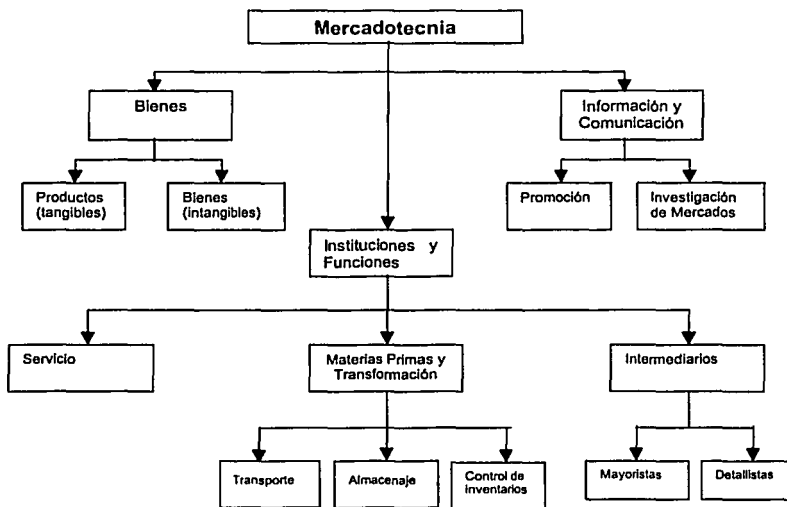 Mercadotecnia
Bienes
Información y
Comunicación
Productos
(tangibles)
Bienes
(intangibles)
Promoción
Investigación
de Mercados
Instituciones y
Funciones
Servicio
Materias Primas y
Transformación
Intermediarios
Transporte
Almacenaje
Control de
inventarios
Mayoristas
Detallistas